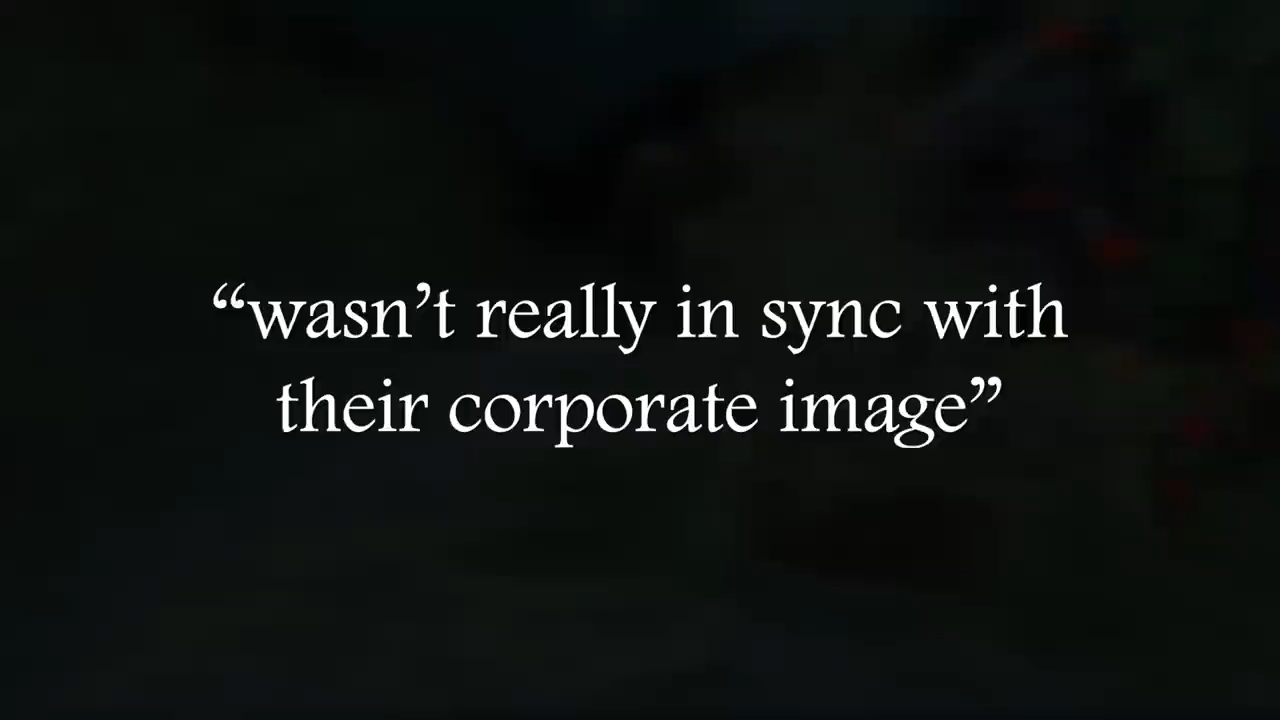 “wasn’t really in sync with
their corporate image”